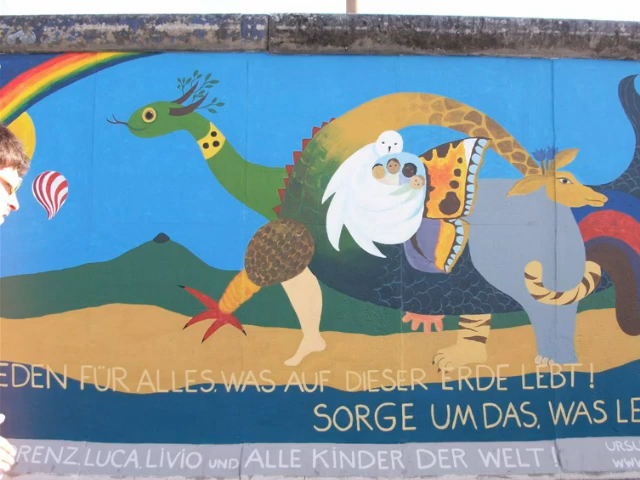 EDEN FÜR ALLES, WAS AUF DIESER ERDE LEBT!
SORGE UM DAS, WAS LE
RENZ, LUCA, LIVIO UND ALLE KINDER DER WELT!
URSU
WWW.